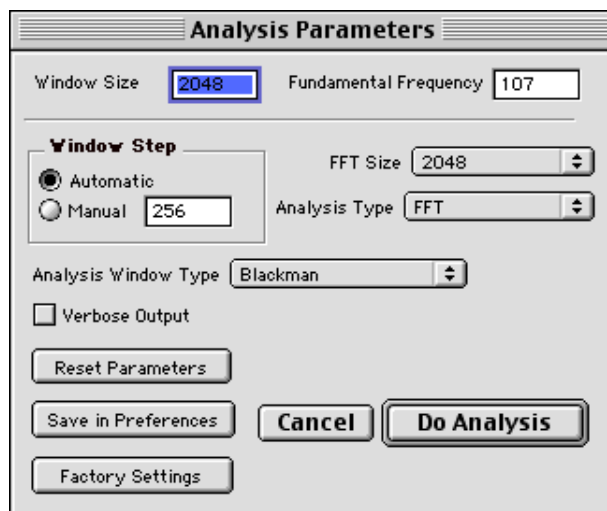 Analysis Parameters
Window Size 2048 Fundamental Frequency 107
Window Step
Automatic
Manual 256
FFT Size 2048
Analysis Type FFT
Analysis Window Type Blackman
Verbose Output
Reset Parameters
Save in Preferences Cancel Do Analysis
Factory Settings